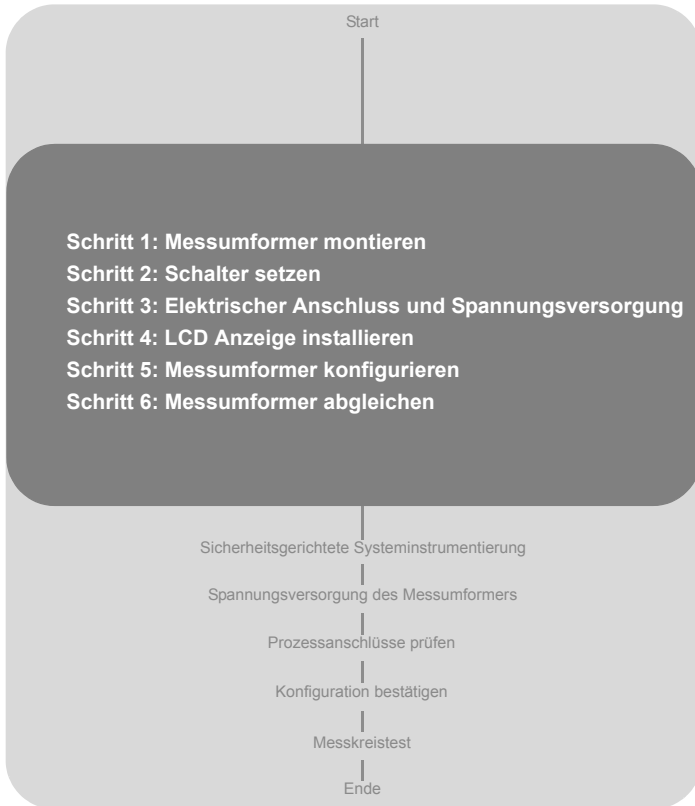 Start
Schritt 1: Messumformer montieren
Schritt 2: Schalter setzen
Schritt 3: Elektrischer Anschluss und Spannungsversorgung
Schritt 4: LCD Anzeige installieren
Schritt 5: Messumformer konfigurieren
Schritt 6: Messumformer abgleichen
Sicherheitsgerichtete Systeminstrumentierung
Spannungsversorgung des Messumformers
Prozessanschlüsse prüfen
Konfiguration bestätigen
Messkreistest
Ende